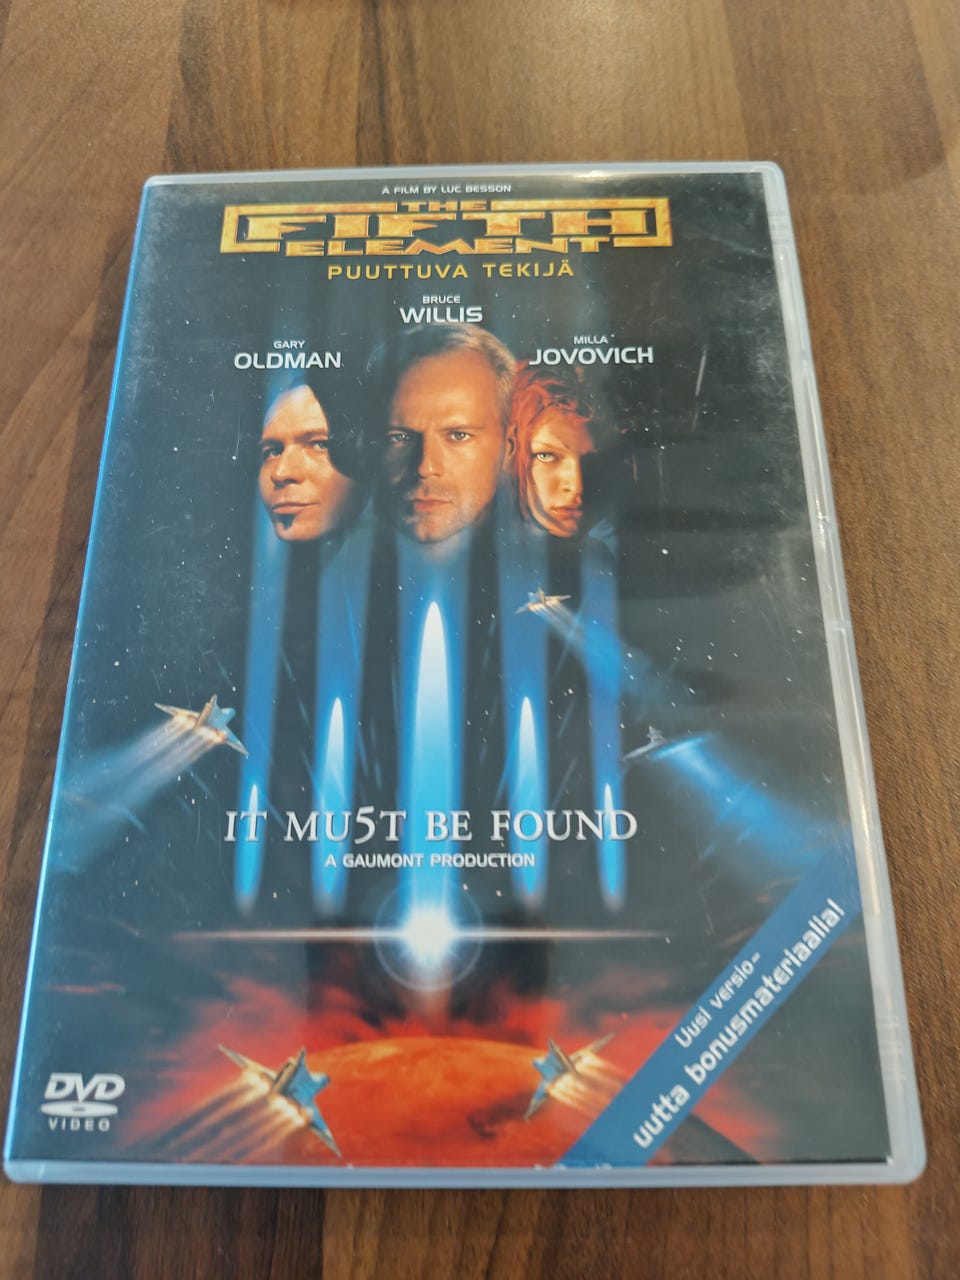 A FILM BY LUC BESSON
THE
FIFTH
ELEMENT
PUUTTUVA TEKIJÄ
BRUCE
WILLIS
GARY
OLDMAN
MILLA
JOVOVICH
IT MU5T BE FOUND
A GAUMONT PRODUCTION
Uusi versio–
uutta bonusmateriaalia!
DVD
VIDEO